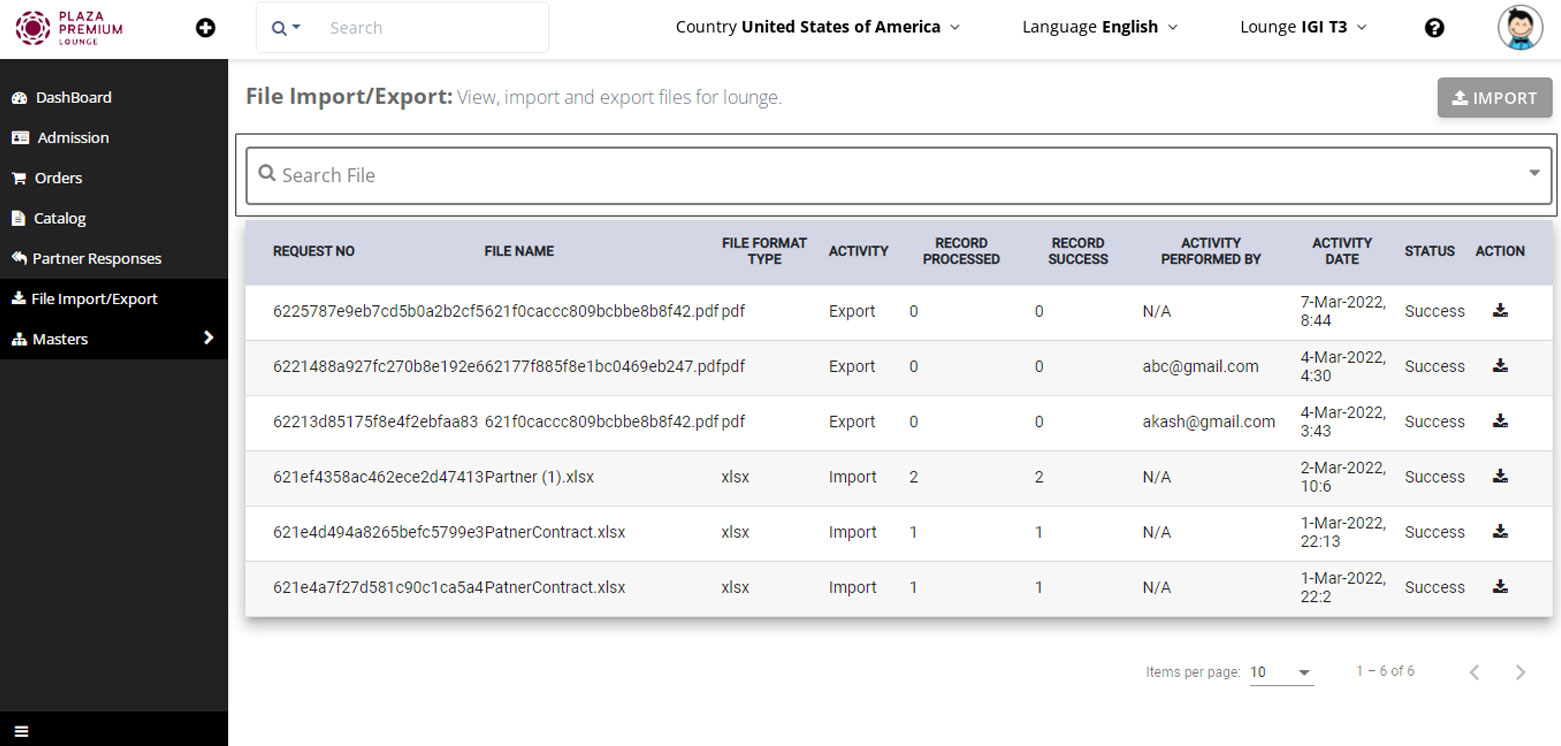 PLAZA
PREMIUM
LOUNGE
Search
Country United States of America
Language English
Lounge IGI T3
DashBoard
Admission
Orders
Catalog
Partner Responses
File Import/Export
Masters
File Import/Export: View, import and export files for lounge.
IMPORT
Search File
REQUEST NO FILE NAME FILE FORMAT TYPE ACTIVITY RECORD PROCESSED RECORD SUCCESS ACTIVITY PERFORMED BY ACTIVITY DATE STATUS ACTION
6225787e9eb7cd5b0a2b2cf5621f0caccc809bcbbe8b8f42.pdf pdf Export 0 0 N/A 7-Mar-2022, 8:44 Success
6221488a927fc270b8e192e662177f885f8e1bc0469eb247.pdf pdf Export 0 0 abc@gmail.com 4-Mar-2022, 4:30 Success
62213d85175f8e4f2ebfaa83 621f0caccc809bcbbe8b8f42.pdf pdf Export 0 0 akash@gmail.com 4-Mar-2022, 3:43 Success
621ef4358ac462ece2d47413 Partner (1).xlsx xlsx Import 2 2 N/A 2-Mar-2022, 10:6 Success
621e4d494a8265befc5799e3 PatnerContract.xlsx xlsx Import 1 1 N/A 1-Mar-2022, 22:13 Success
621e4a7f27d581c90c1ca5a4 PatnerContract.xlsx xlsx Import 1 1 N/A 1-Mar-2022, 22:2 Success
Items per page: 10 1 – 6 of 6